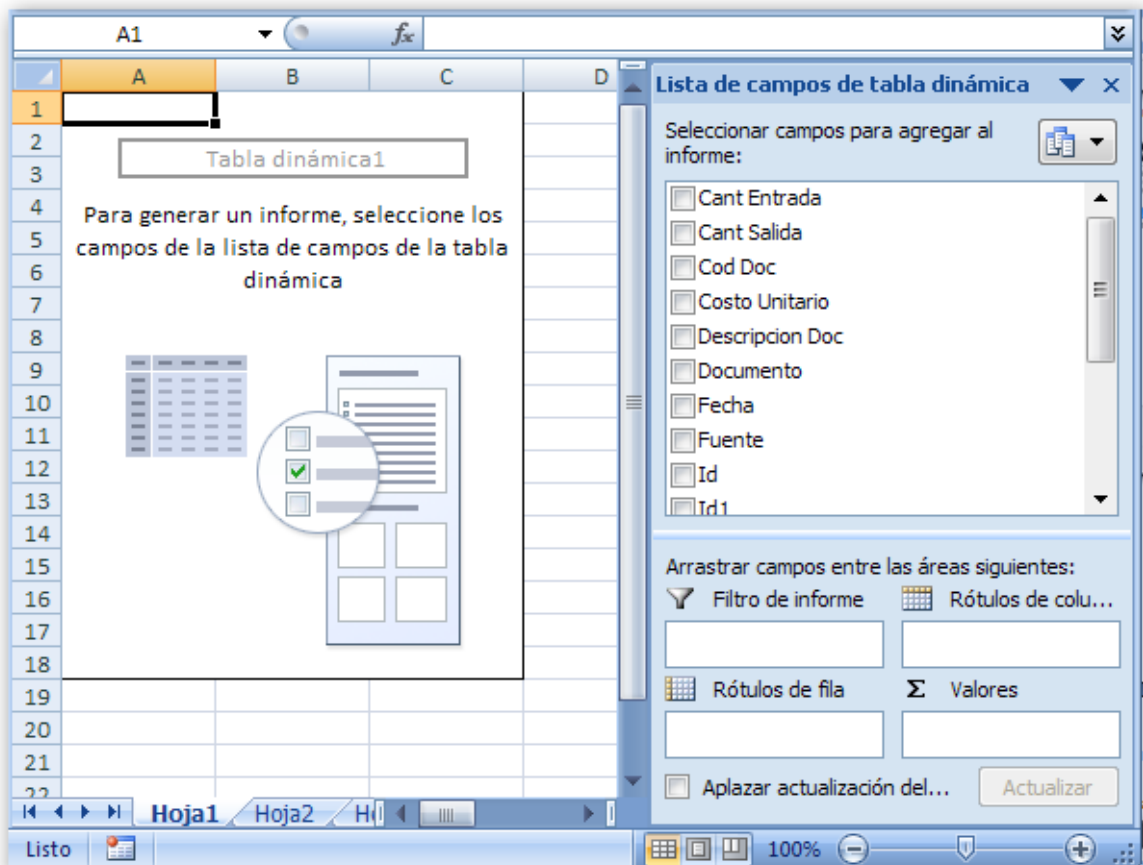 A1
fx
A B C D
1
2
3
4
5
6
7
8
9
10
11
12
13
14
15
16
17
18
19
20
21
22
Tabla dinámica1
Para generar un informe, seleccione los
campos de la lista de campos de la tabla
dinámica
Hoja1 Hoja2
Listo
100%
Lista de campos de tabla dinámica
Seleccionar campos para agregar al
informe:
Cant Entrada
Cant Salida
Cod Doc
Costo Unitario
Descripcion Doc
Documento
Fecha
Fuente
Id
Id1
Arrastrar campos entre las áreas siguientes:
Filtro de informe Rótulos de colu...
Rótulos de fila Σ Valores
Aplazar actualización del... Actualizar